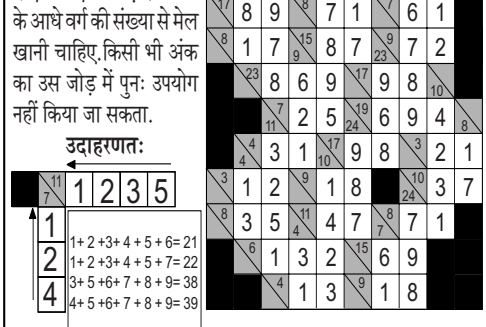 के आधे वर्ग की संख्या से मेल
खानी चाहिए.किसी भी अंक
का उस जोड़ में पुनः उपयोग
नहीं किया जा सकता.
उदाहरणतः
11 7 1 2 3 5
1
2
4
1+ 2 +3+ 4 + 5 + 6= 21
1+ 2 +3+ 4 + 5 + 7= 22
3+ 5 +6+ 7 + 8 + 9= 38
4+ 5 +6+ 7 + 8 + 9= 39
17 8 9 8 7 1 7 6 1
8 1 7 15 9 8 7 9 23 7 2
23 8 6 9 17 9 8 10
7 11 2 5 19 24 6 9 4 8
4 4 3 1 17 10 9 8 3 2 1
3 1 2 9 1 8 10 24 3 7
8 3 5 11 4 4 7 8 7 7 1
6 1 3 2 15 6 9
4 1 3 9 1 8